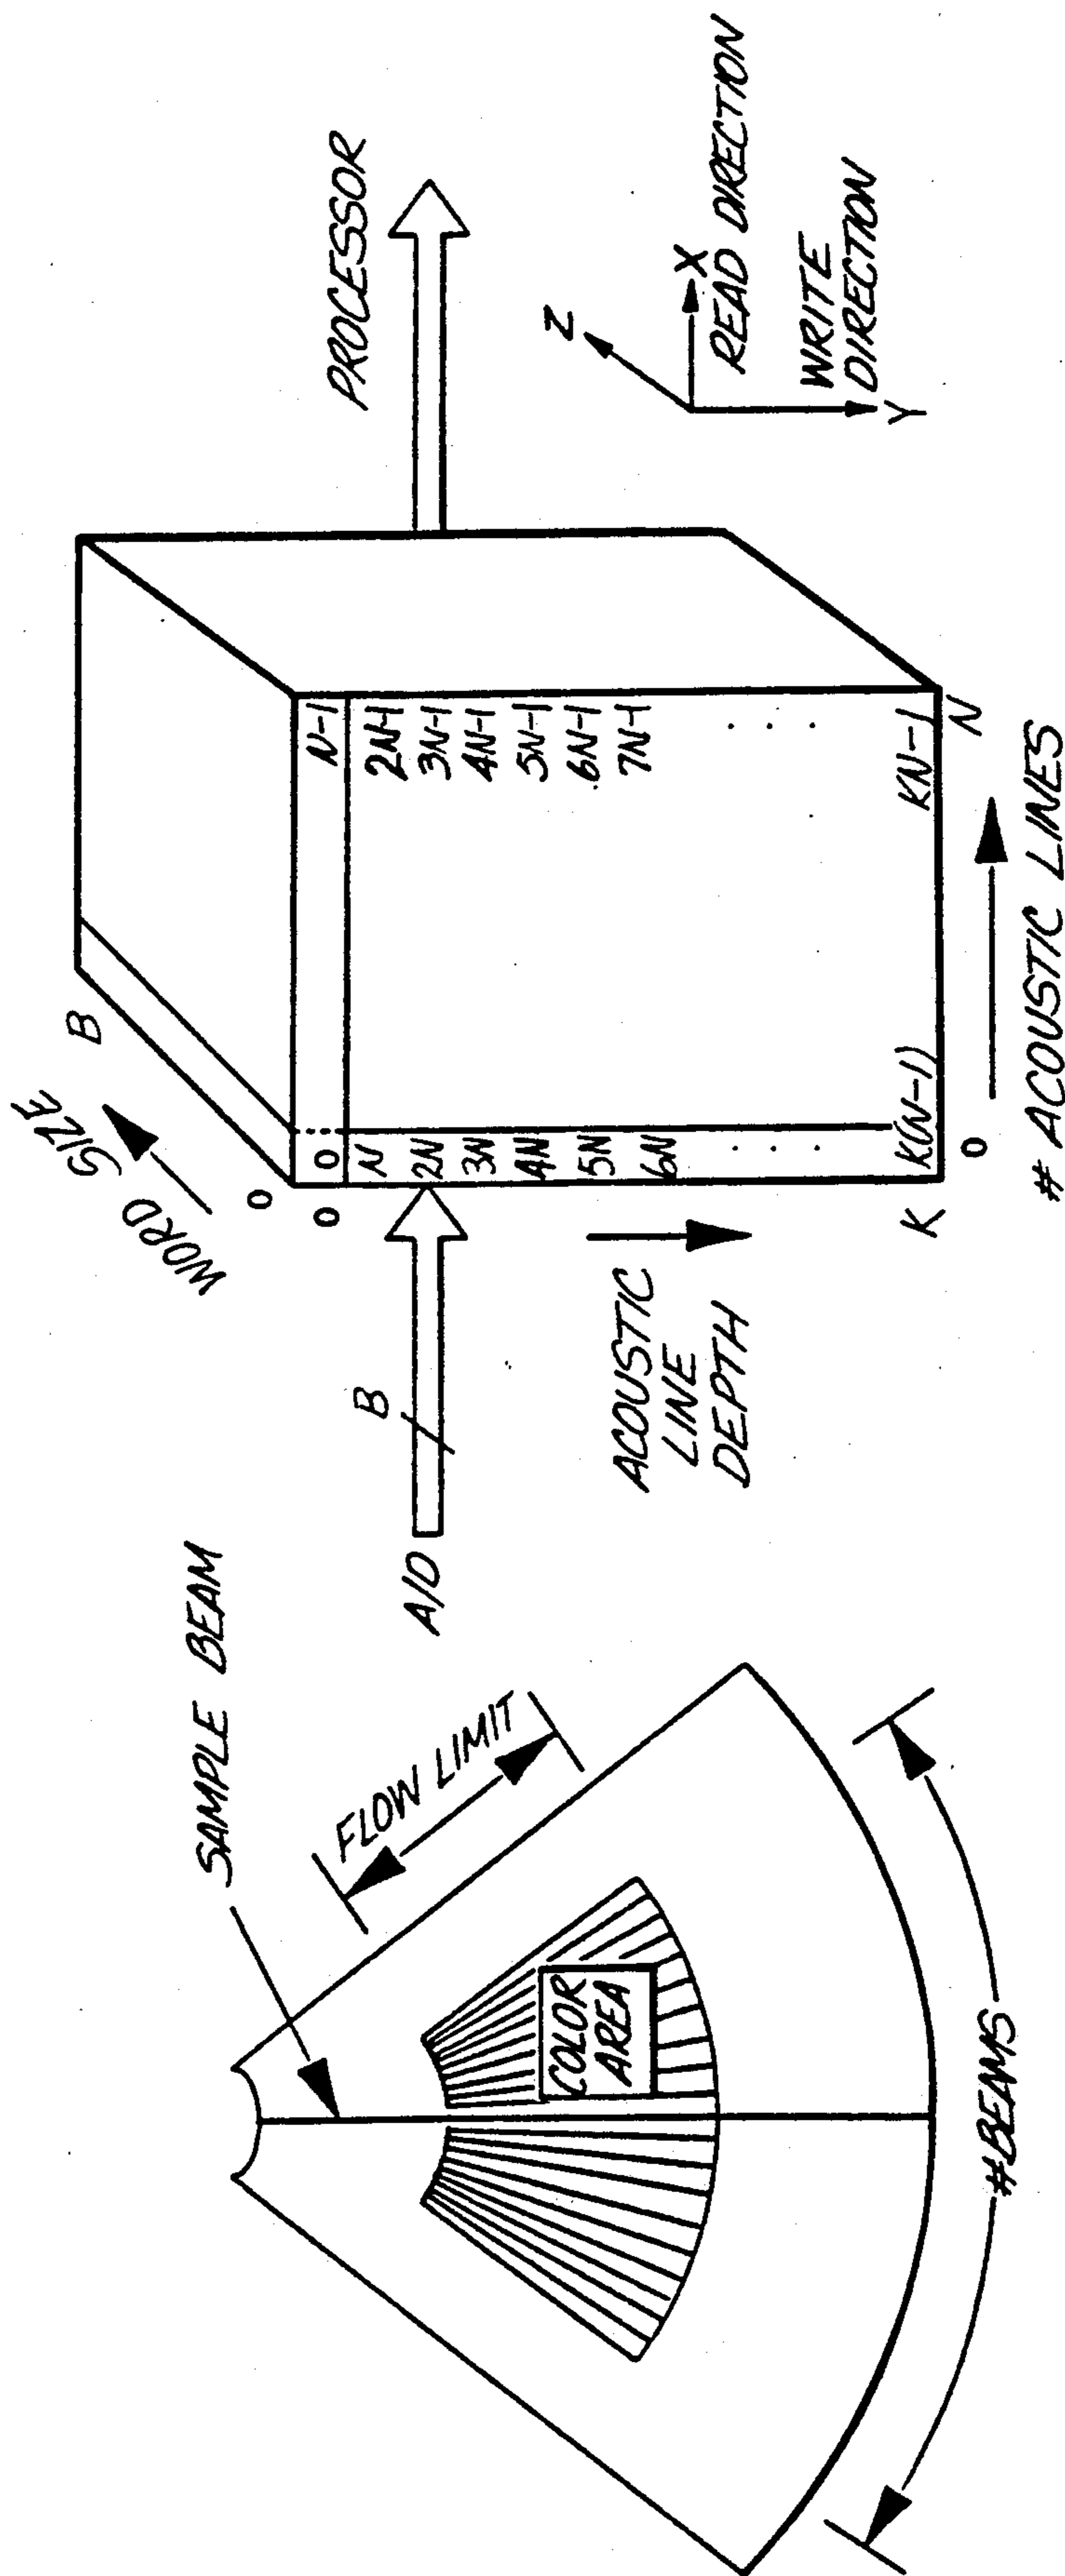 SAMPLE BEAM
FLOW LIMIT
COLOR
AREA
#BEAMS
A/D
B
ACOUSTIC
LINE
DEPTH
WORD SIZE
0
B
0
0
N-1
N
2N-1
2N
3N-1
3N
4N-1
4N
5N-1
5N
6N-1
6N
7N-1
K(N-1)
KN-1
K
0
N
# ACOUSTIC LINES
PROCESSOR
Z
X
READ DIRECTION
WRITE
DIRECTION
Y